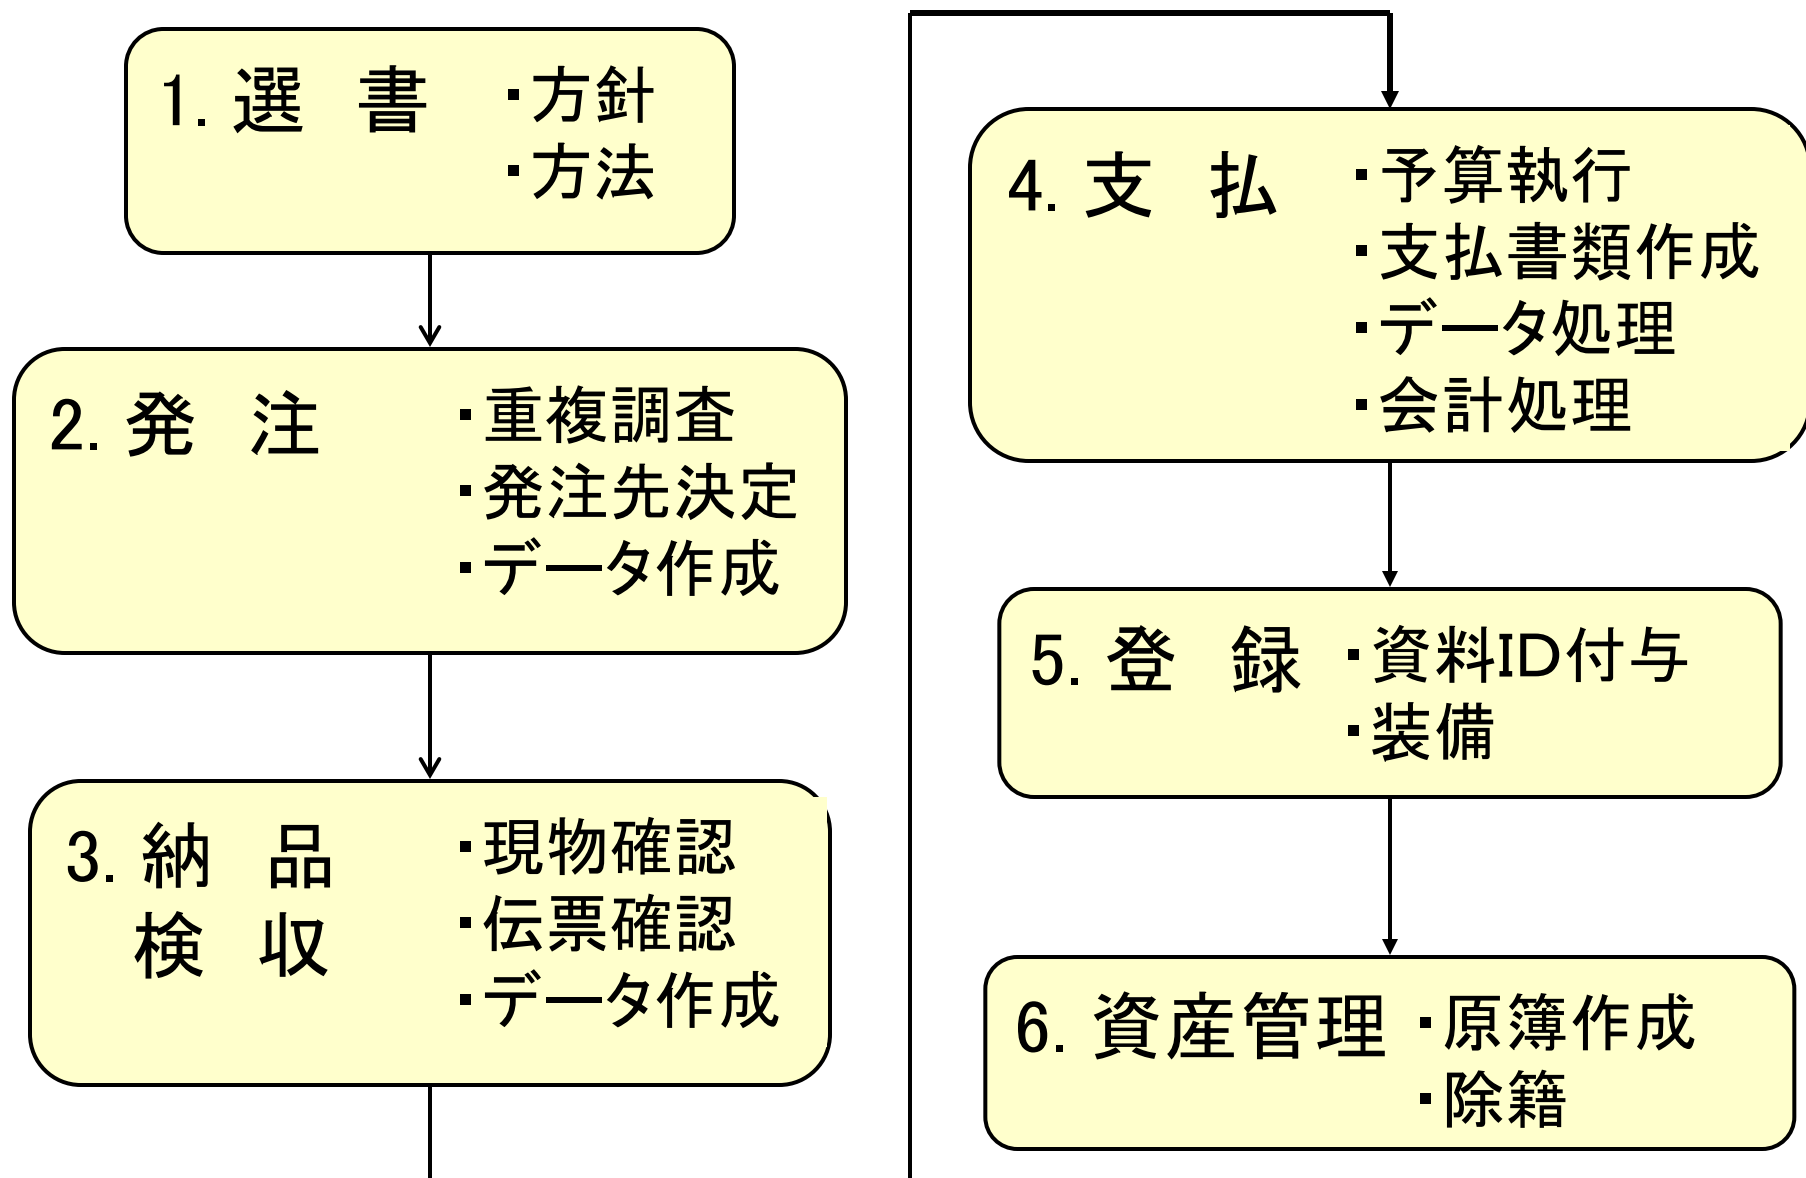 1. 選　書　・方針
・方法
2. 発　注　・重複調査
・発注先決定
・データ作成
3. 納　品　・現物確認
検　収　・伝票確認
・データ作成
4. 支　払　・予算執行
・支払書類作成
・データ処理
・会計処理
5. 登　録　・資料ID付与
・装備
6. 資産管理　・原簿作成
・除籍